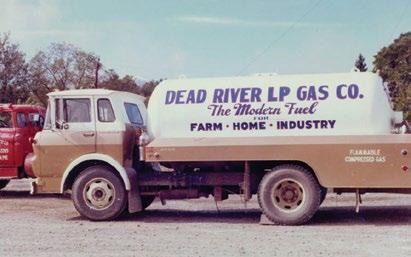 DEAD RIVER LP GAS CO.
The Modern Fuel
FOR
FARM · HOME · INDUSTRY
FLAMMABLE
COMPRESSED GAS